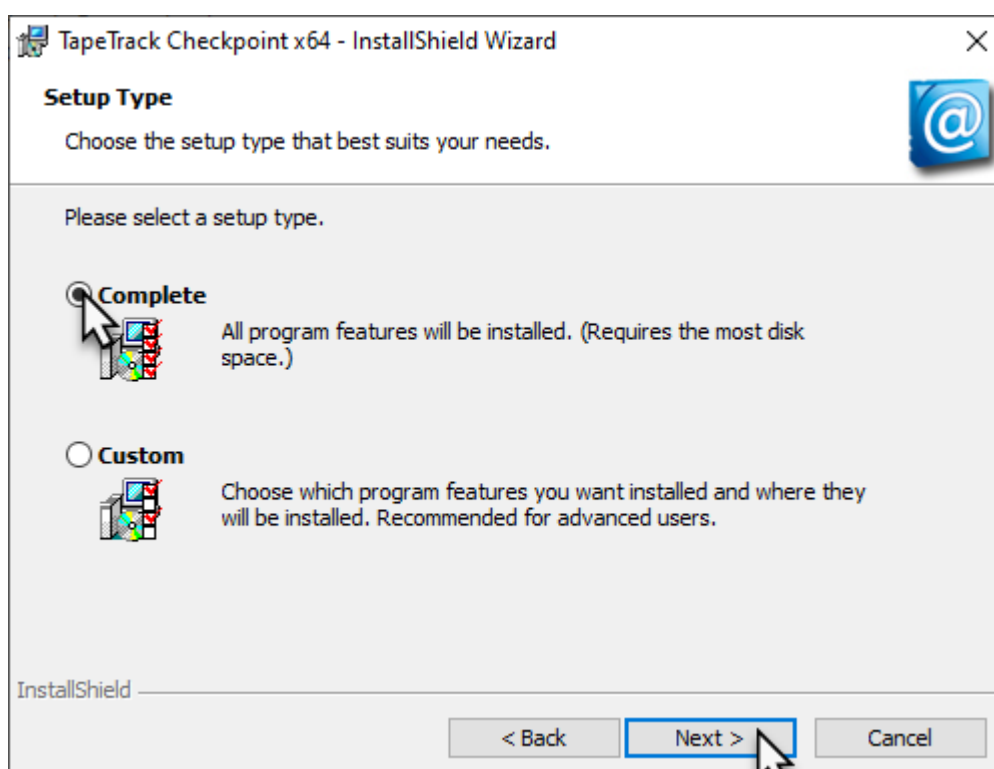 TapeTrack Checkpoint x64 - InstallShield Wizard
Setup Type
Choose the setup type that best suits your needs.
Please select a setup type.
Complete
All program features will be installed. (Requires the most disk
space.)
Custom
Choose which program features you want installed and where they
will be installed. Recommended for advanced users.
InstallShield
< Back
Next >
Cancel